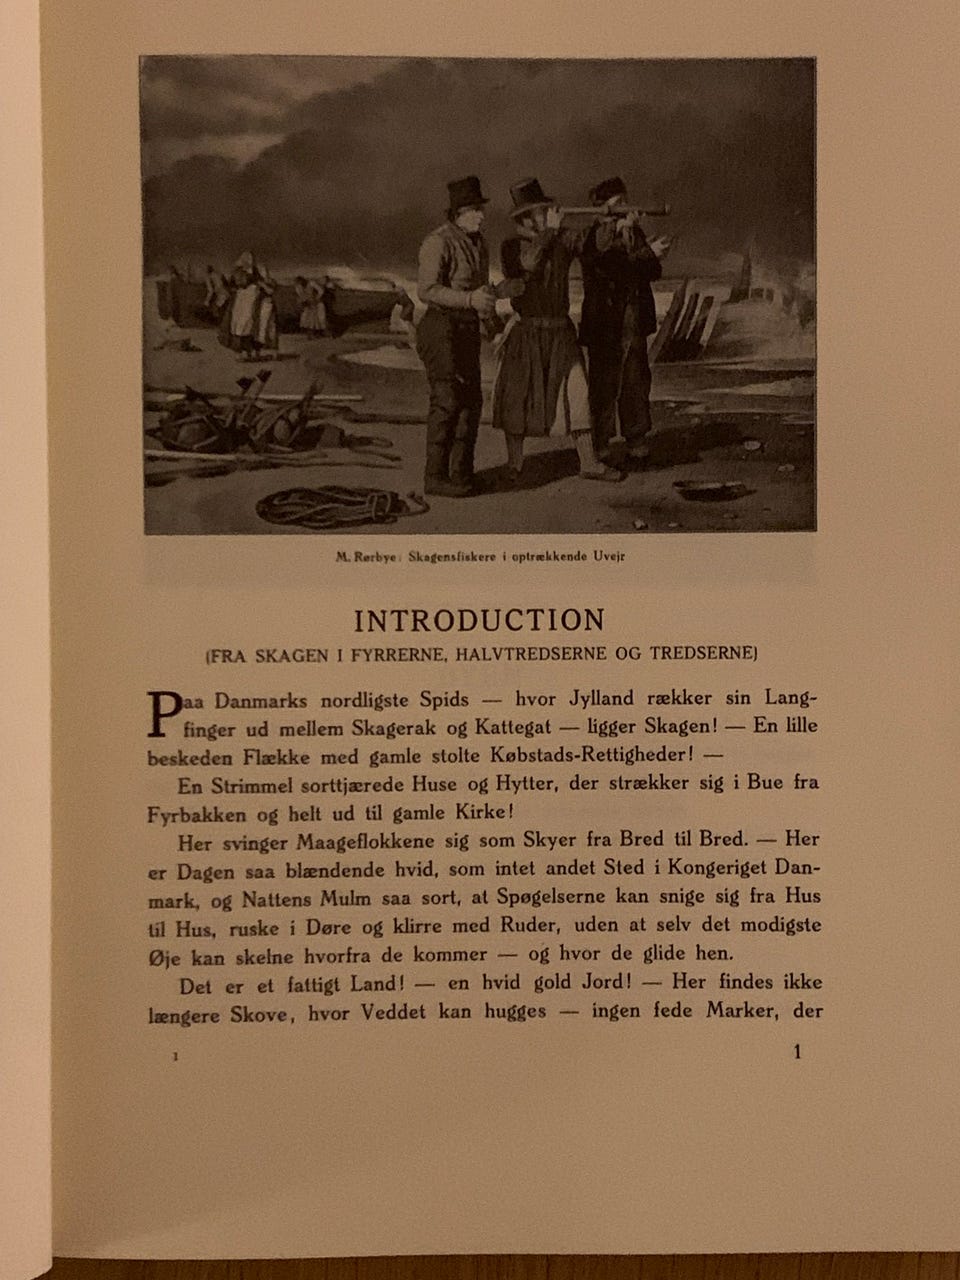 M. Rørbye: Skagensfiskere i optrækkende Uvejr
INTRODUCTION
(FRA SKAGEN I FYRRERNE, HALVTREDSERNE OG TREDSERNE)
Paa Danmarks nordligste Spids — hvor Jylland rækker sin Lang-
finger ud mellem Skagerak og Kattegat — ligger Skagen! — En lille
beskeden Flække med gamle stolte Købstads-Rettigheder! —
En Strimmel sorttjærede Huse og Hytter, der strækker sig i Bue fra
Fyrbakken og helt ud til gamle Kirke!
Her svinger Maageflokkene sig som Skyer fra Bred til Bred. — Her
er Dagen saa blændende hvid, som intet andet Sted i Kongeriget Dan-
mark, og Nattens Mulm saa sort, at Spøgelserne kan snige sig fra Hus
til Hus, ruske i Døre og klirre med Ruder, uden at selv det modigste
Øje kan skelne hvorfra de kommer — og hvor de glide hen.
Det er et fattigt Land! — en hvid gold Jord! — Her findes ikke
længere Skove, hvor Veddet kan hugges — ingen fede Marker, der
1 1